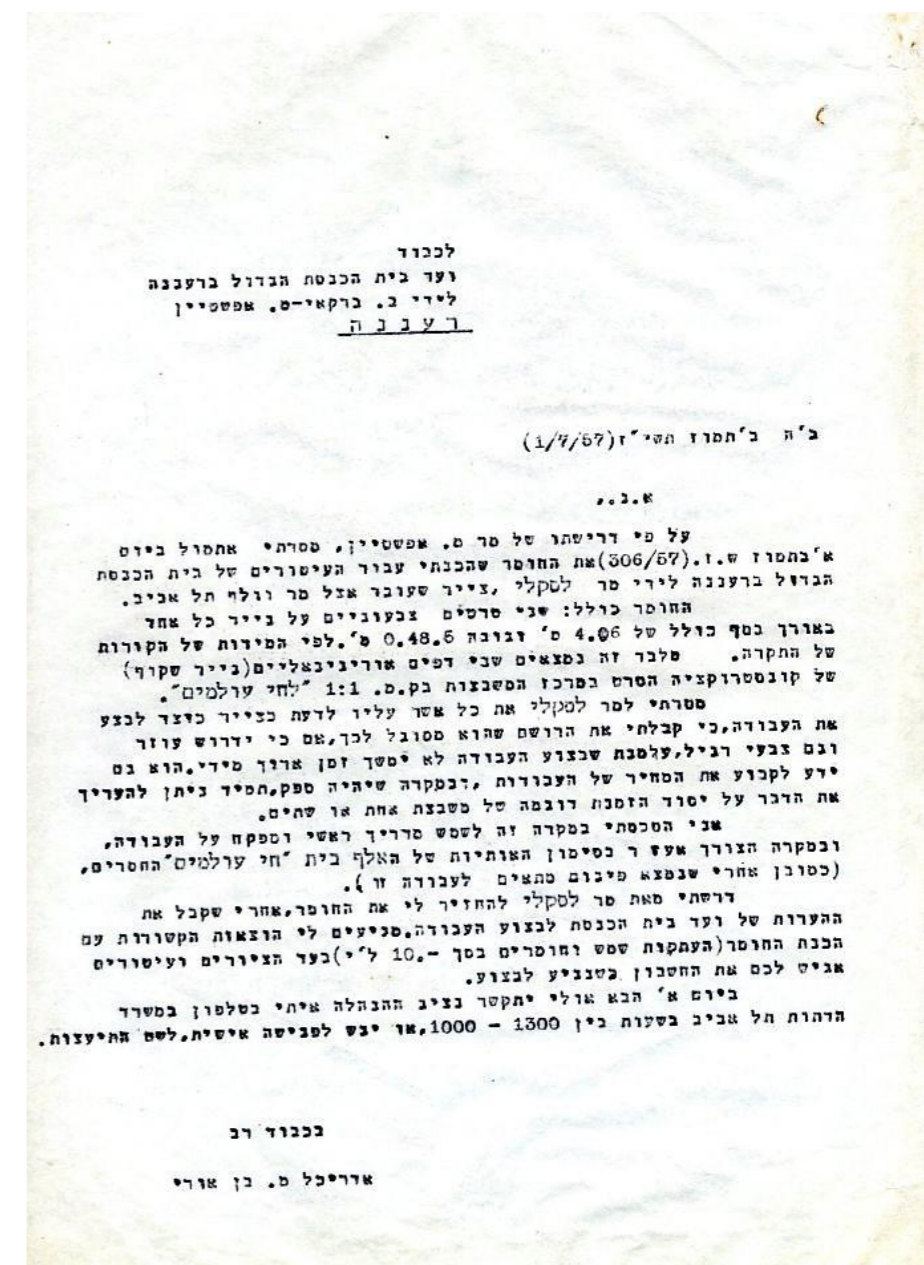 לכבוד
ועד בית הכנסת הגדול ברעננה
לידי ב. ברקאי-מ. אפשטיין
רעננה
ב'ה ב'תמוז תשי"ז(1/7/57)
א.נ.,
על פי דרישתו של מר מ. אפשטיין, מסרתי אתמול ביום
א'בתמוז ש.ז.(306/57)את החומר שהכנתי עבור העיטורים של בית הכנסת
הגדול ברעננה לידי מר לסקלי ,צייר שעובד אצל מר וולף תל אביב.
החומר כולל: שני סרטים צבעוניים על נייר כל אחד
באורך בסך כולל של 4.06 מ' וגובה 0.48.5 מ'.לפי המידות של הקורות
של התקרה. מלבד זה נמצאים שני דפים אוריגינאליים(נייר שקוף)
של קונסטרוקציה הסרט במרכז המשבצות בק.מ. 1:1 "לחי עולמים".
מסרתי למר לסקלי את כל אשר עליו לדעת כצייר כיצד לבצע
את העבודה,כי קבלתי את הרושם שהוא מסוגל לכך,אם כי ידרוש עוזר
וגם צבעי רגיל,עלמנת שבצוע העבודה לא ימשך זמן ארוך מידי.הוא גם
ידע לקבוע את המחיר של העבודות ,ובמקרה שיהיה ספק,תמיד ניתן להעריך
את הדבר על יסוד הזמנת דוגמה של משבצת אחת או שתים.
אני הסכמתי במקרה זה לשמש מדריך ראשי ומפקח על העבודה,
ובמקרה הצורך אעז ר בסימון האותיות של האלף בית "חי עולמים"החסרים,
(כמובן אחרי שנמצא פיגום מתאים לעבודה זו ).
דרשתי מאת מר לסקלי להחזיר לי את החומר,אחרי שקבל את
ההערות של ועד בית הכנסת לבצוע העבודה.מגיעים לי הוצאות הקשורות עם
הכנת החומר(העתקות שמש וחומרים בסך -.10 ל"י)בעד הציורים ועיטורים
אגיש לכם את החשבון כשנגיע לבצוע.
ביום א' הבא אולי יתקשר נציג ההנהלה איתי בטלפון במשרד
הדתות תל אביב בשעות בין 1300 - 1000,או יגש לפגישה אישית,לשם התיעצות.
בכבוד רב
אדריכל מ. בן אורי